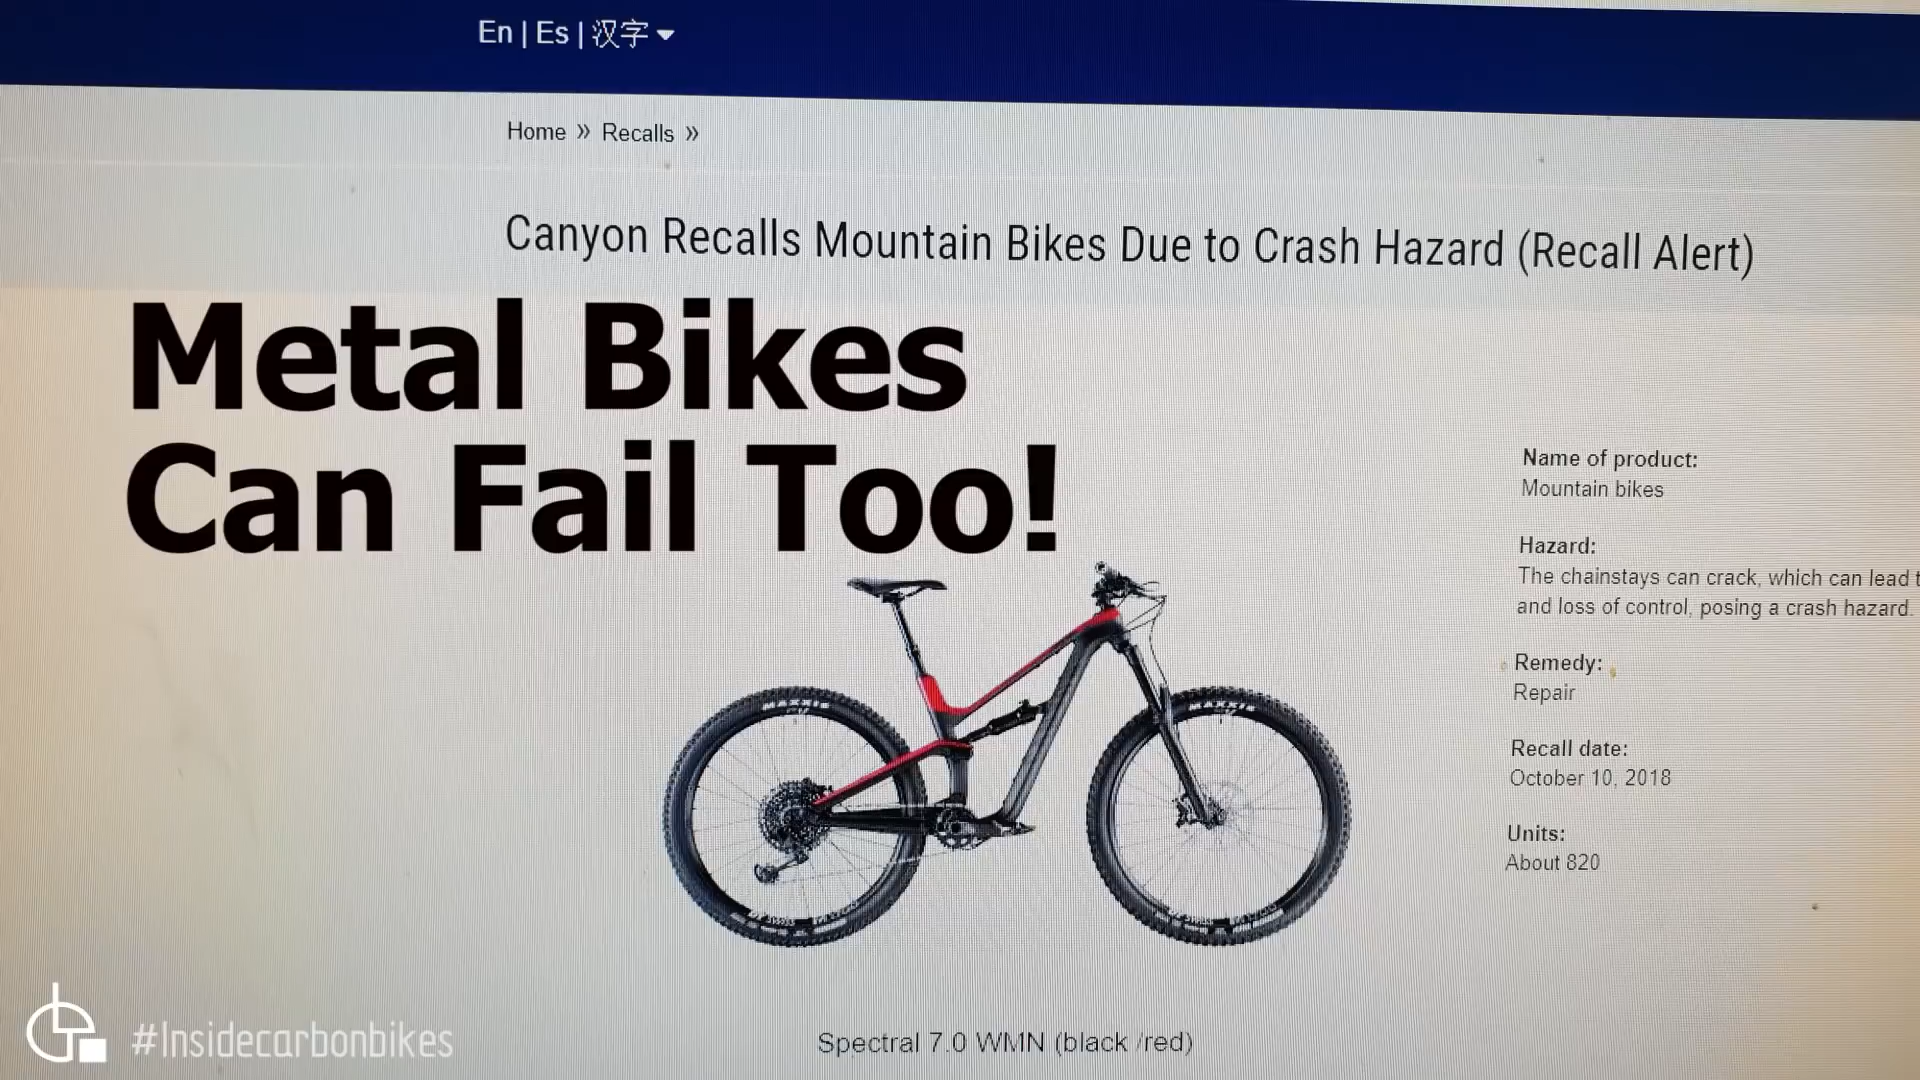 En | Es | 汉字
Home » Recalls »
Canyon Recalls Mountain Bikes Due to Crash Hazard (Recall Alert)
Metal Bikes
Can Fail Too!
Name of product:
Mountain bikes
Hazard:
The chainstays can crack, which can lead
and loss of control, posing a crash hazard.
Remedy:
Repair
Recall date:
October 10, 2018
Units:
About 820
MAXXIS
MAXXIS
Spectral 7.0 WMN (black /red)
#Insidecarbonbikes